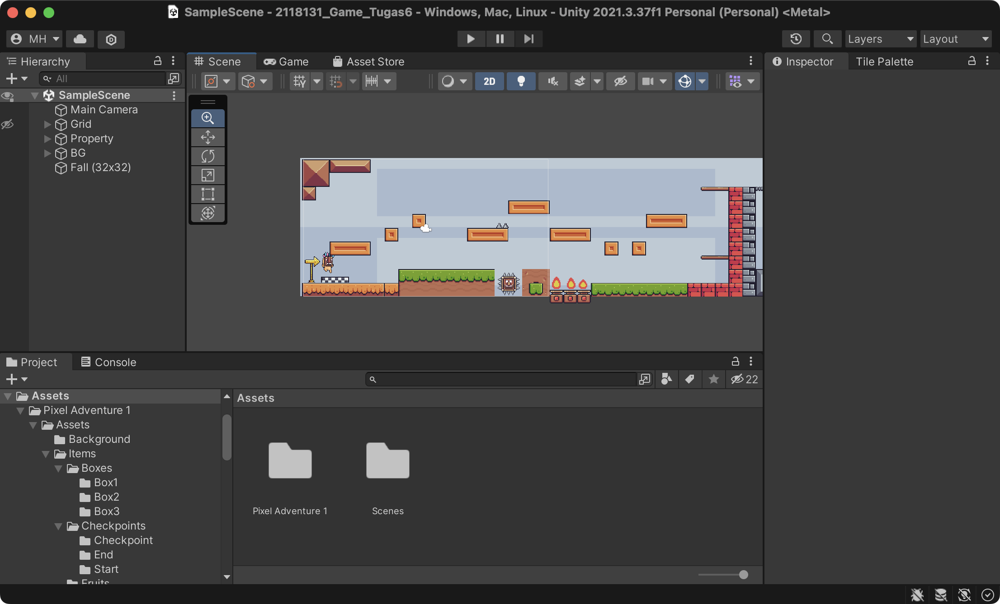 SampleScene - 2118131_Game_Tugas6 - Windows, Mac, Linux - Unity 2021.3.37f1 Personal (Personal) <Metal>
MH
Layers
Layout
Hierarchy
Scene
Game
Asset Store
Inspector
Tile Palette
All
2D
SampleScene
Main Camera
Grid
Property
BG
Fall (32x32)
Project
Console
22
Assets
Pixel Adventure 1
Assets
Background
Items
Boxes
Box1
Box2
Box3
Checkpoints
Checkpoint
End
Start
Fruits
Assets
Pixel Adventure 1
Scenes